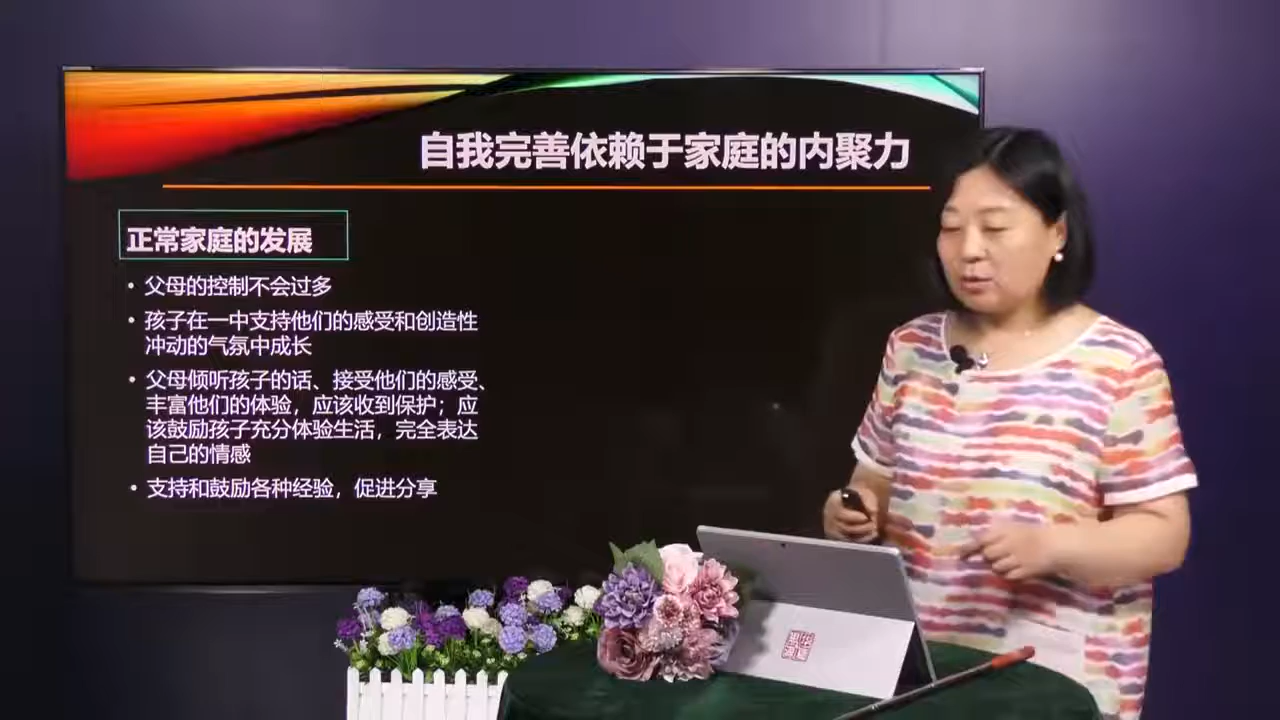 自我完善依赖于家庭的内聚力
正常家庭的发展
• 父母的控制不会过多
• 孩子在一中支持他们的感受和创造性
冲动的气氛中成长
• 父母倾听孩子的话、接受他们的感受、
丰富他们的体验，应该收到保护；应
该鼓励孩子充分体验生活，完全表达
自己的情感
• 支持和鼓励各种经验，促进分享